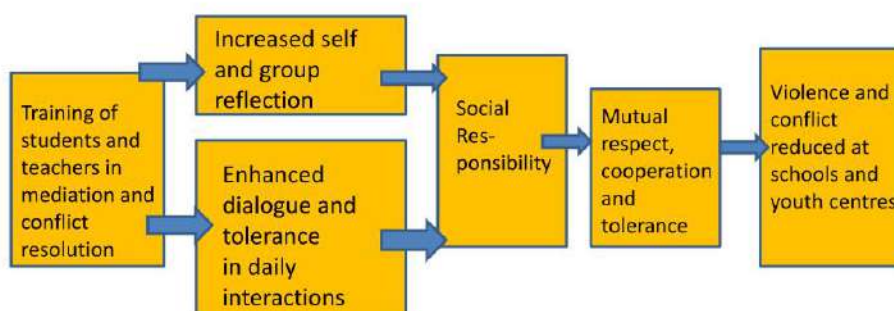 Training of
students and
teachers in
mediation and
conflict
resolution
Increased self
and group
reflection
Enhanced
dialogue and
tolerance
in daily
interactions
Social
Res-
ponsibility
Mutual
respect,
cooperation
and
tolerance
Violence and
conflict
reduced at
schools and
youth centres